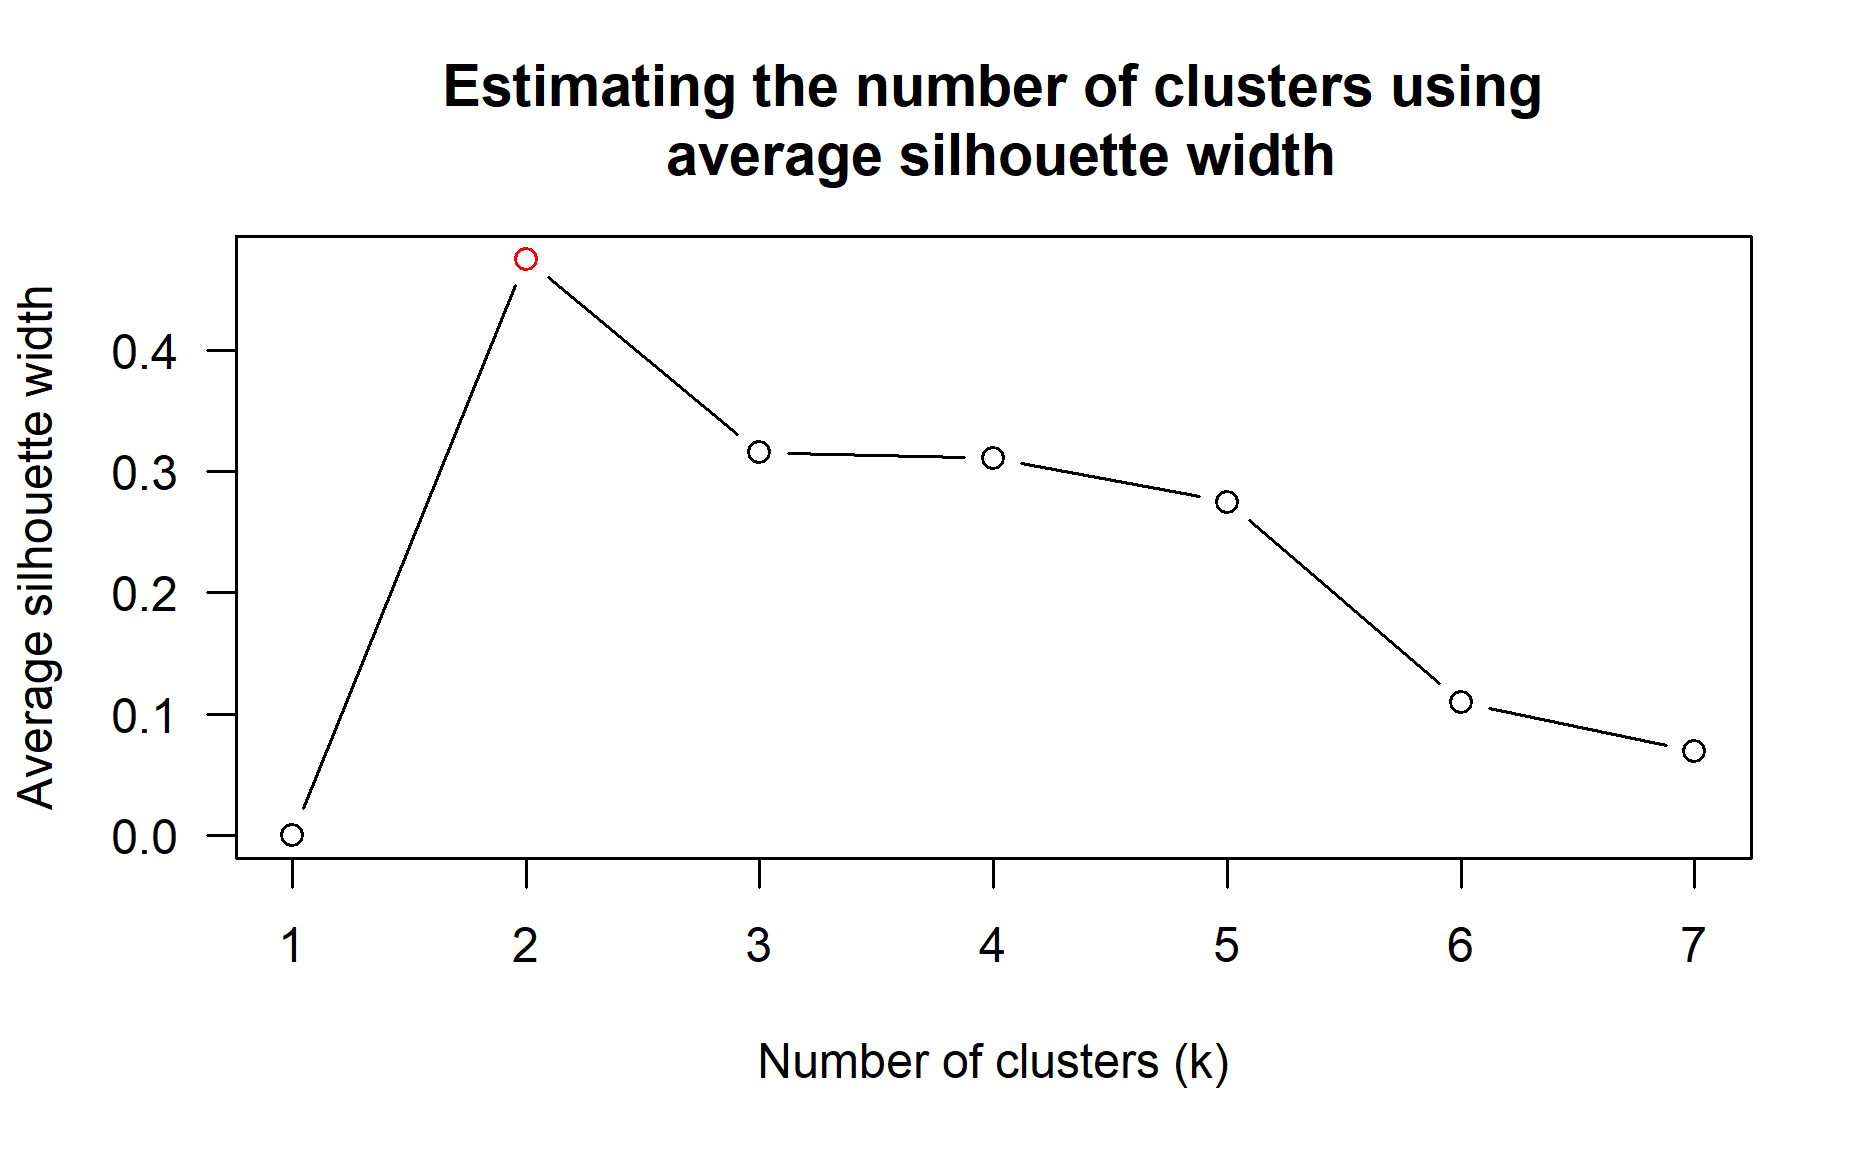 Estimating the number of clusters using
average silhouette width
Average silhouette width
0.4
0.3
0.2
0.1
0.0
1 2 3 4 5 6 7
Number of clusters (k)